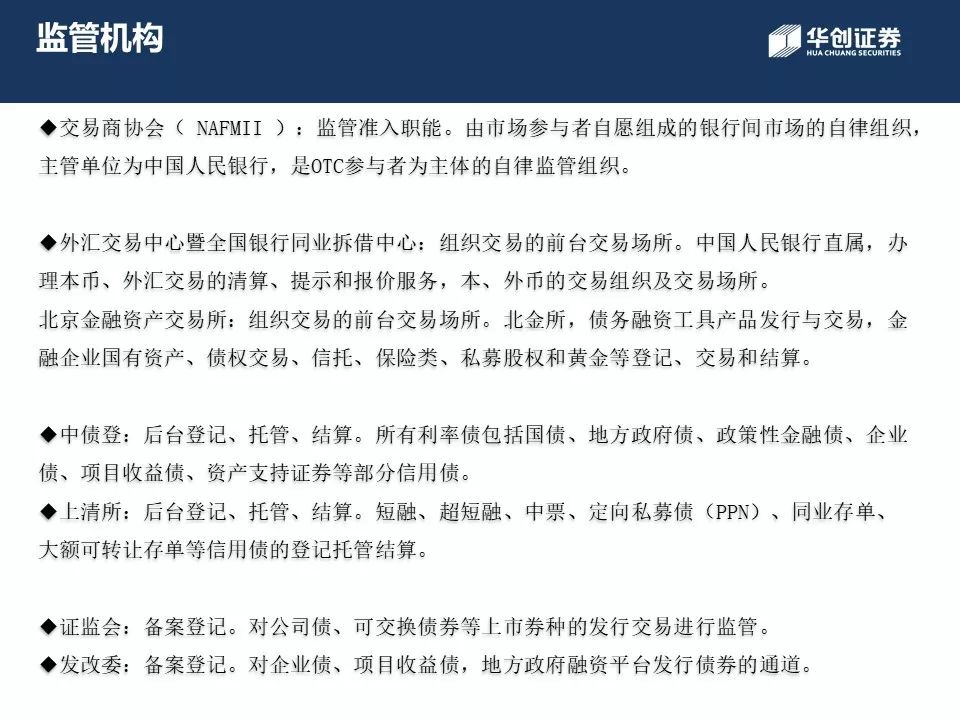 监管机构
华创证券
HUA CHUANG SECURITIES
◆交易商协会（ NAFMII ）：监管准入职能。由市场参与者自愿组成的银行间市场的自律组织，
主管单位为中国人民银行，是OTC参与者为主体的自律监管组织。
◆外汇交易中心暨全国银行同业拆借中心：组织交易的前台交易场所。中国人民银行直属，办
理本币、外汇交易的清算、提示和报价服务，本、外币的交易组织及交易场所。
北京金融资产交易所：组织交易的前台交易场所。北金所，债务融资工具产品发行与交易，金
融企业国有资产、债权交易、信托、保险类、私募股权和黄金等登记、交易和结算。
◆中债登：后台登记、托管、结算。所有利率债包括国债、地方政府债、政策性金融债、企业
债、项目收益债、资产支持证券等部分信用债。
◆上清所：后台登记、托管、结算。短融、超短融、中票、定向私募债（PPN）、同业存单、
大额可转让存单等信用债的登记托管结算。
◆证监会：备案登记。对公司债、可交换债券等上市券种的发行交易进行监管。
◆发改委：备案登记。对企业债、项目收益债，地方政府融资平台发行债券的通道。